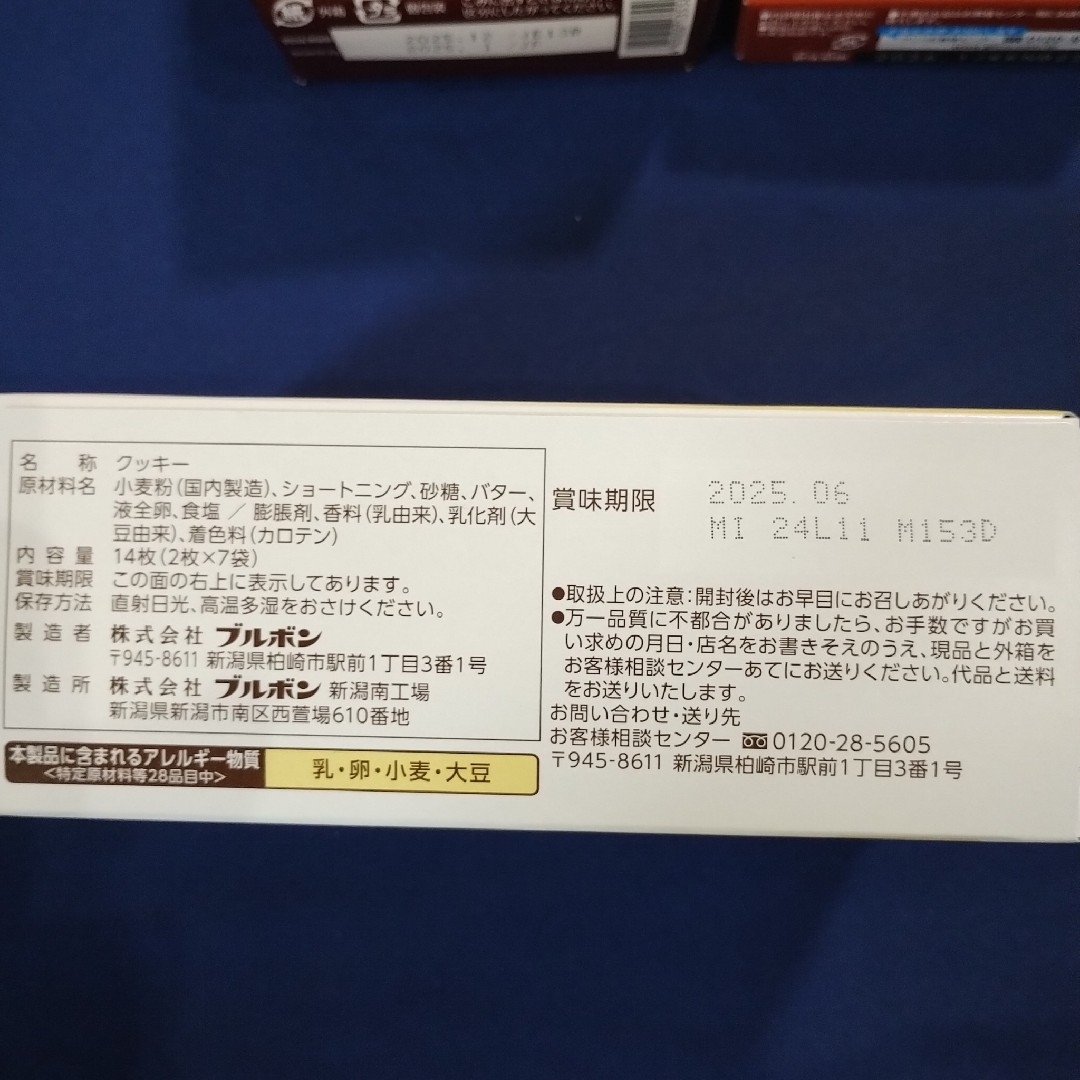 外箱
個包装
名称 クッキー
原材料名 小麦粉(国内製造)、ショートニング、砂糖、バター、
液全卵、食塩 / 膨脹剤、香料(乳由来)、乳化剤(大
豆由来)、着色料(カロテン)
内容量 14枚(2枚×7袋)
賞味期限 この面の右上に表示してあります。
保存方法 直射日光、高温多湿をおさけください。
製造者 株式会社 ブルボン
〒945-8611 新潟県柏崎市駅前1丁目3番1号
製造所 株式会社 ブルボン 新潟南工場
新潟県新潟市南区西萱場610番地
本製品に含まれるアレルギー物質
<特定原材料等28品目中>
乳・卵・小麦・大豆
賞味期限 2025.06
MI 24L11 M153D
●取扱上の注意:開封後はお早目にお召しあがりください。
●万一品質に不都合がありましたら、お手数ですがお買
い求めの月日・店名をお書きそえのうえ、現品と外箱を
お客様相談センターあてにお送りください。代品と送料
をお送りいたします。
お問い合わせ・送り先
お客様相談センター 0120-28-5605
〒945-8611 新潟県柏崎市駅前1丁目3番1号